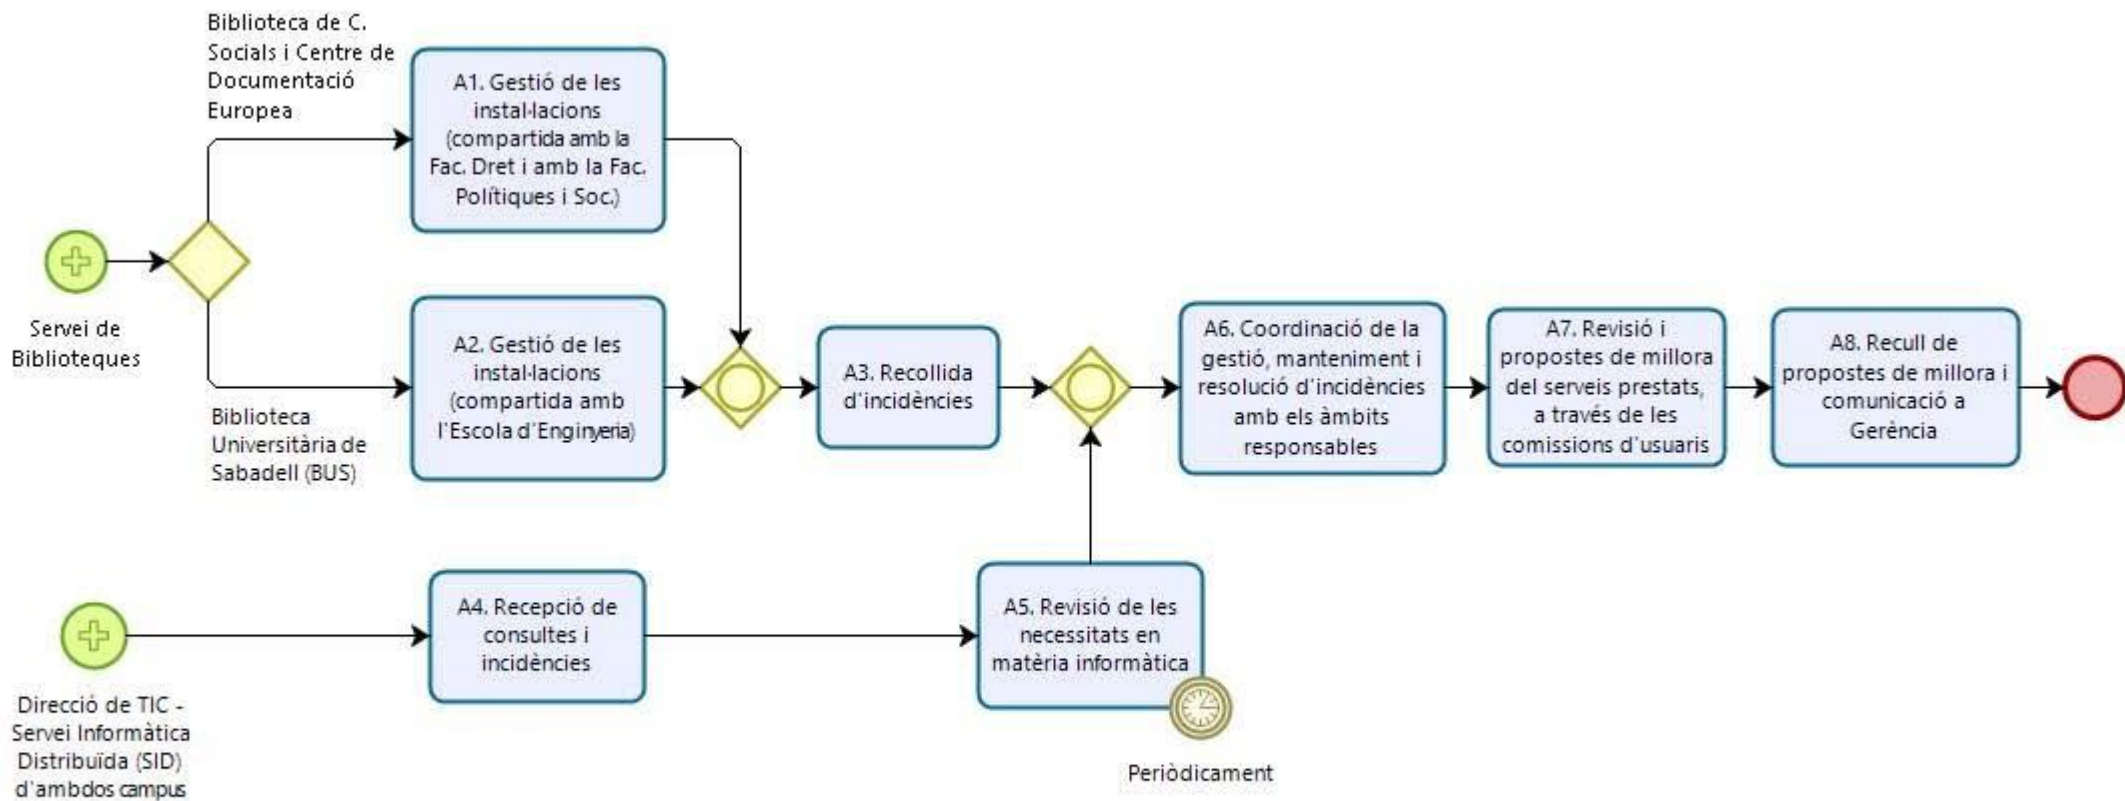 Biblioteca de C.
Socials i Centre de
Documentació
Europea
A1. Gestió de les
instal·lacions
(compartida amb la
Fac. Dret i amb la Fac.
Polítiques i Soc.)
Servei de
Biblioteques
Biblioteca
Universitària de
Sabadell (BUS)
A2. Gestió de les
instal·lacions
(compartida amb
l'Escola d'Enginyeria)
A3. Recollida
d'incidències
A6. Coordinació de la
gestió, manteniment i
resolució d'incidències
amb els àmbits
responsables
A7. Revisió i
propostes de millora
del serveis prestats,
a través de les
comissions d'usuaris
A8. Recull de
propostes de millora i
comunicació a
Gerència
Direcció de TIC -
Servei Informàtica
Distribuïda (SID)
d'ambdos campus
A4. Recepció de
consultes i
incidències
A5. Revisió de les
necessitats en
matèria informàtica
Periòdicament